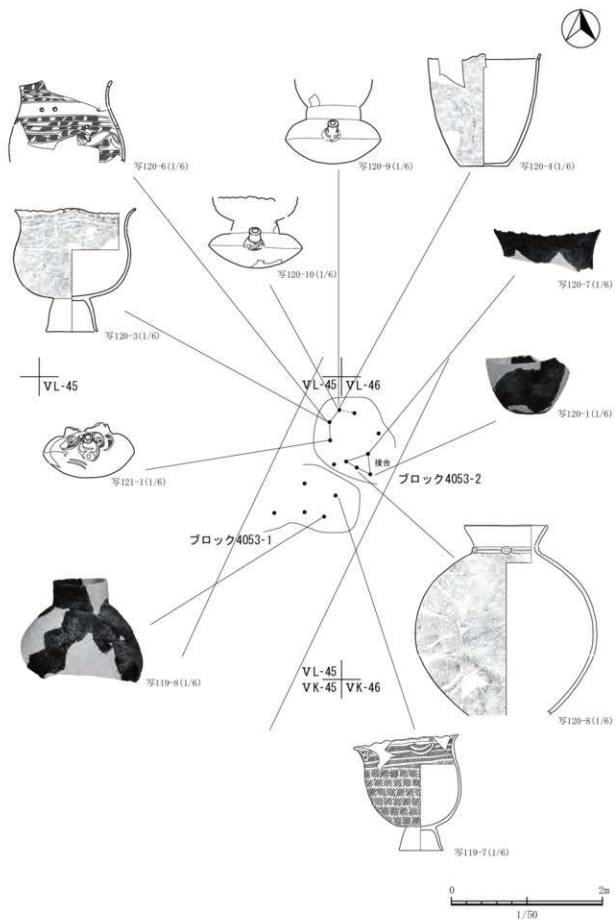 写120-6(1/6)
写120-9(1/6)
写120-4(1/6)
写120-10(1/6)
写120-7(1/6)
写120-3(1/6)
ⅤL-45
ⅤL-45 ⅤL-46
写120-1(1/6)
接合
写121-1(1/6)
ブロック4053-2
ブロック4053-1
写119-8(1/6)
ⅤL-45
ⅤK-45 ⅤK-46
写120-8(1/6)
写119-7(1/6)
0 2m
1/50